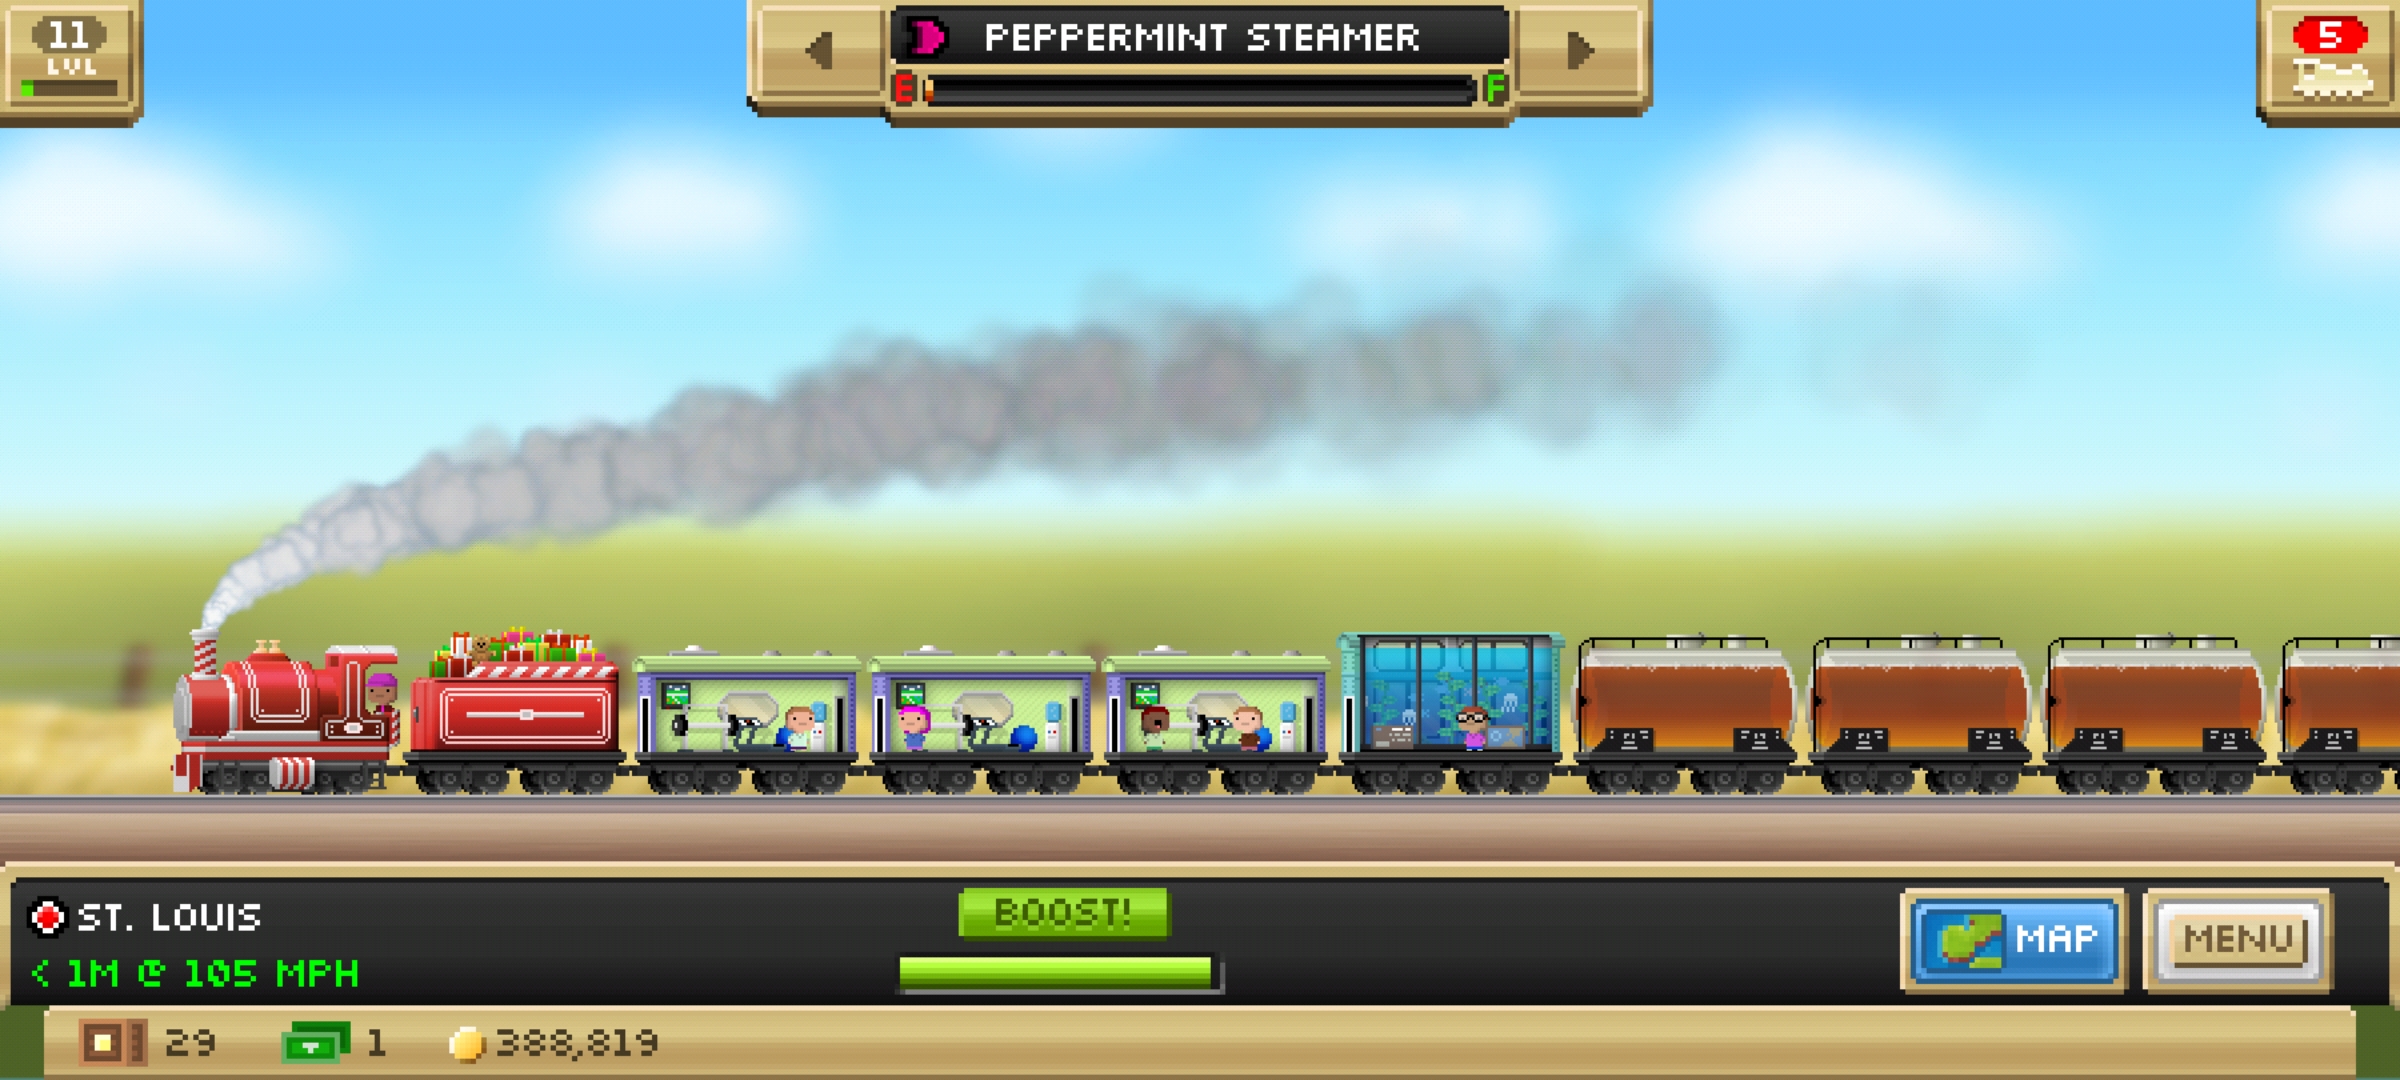 11
LVL
PEPPERMINT STEAMER
E
F
5
ST. LOUIS
< 1M @ 105 MPH
BOOST!
MAP
MENU
29
1
388,819